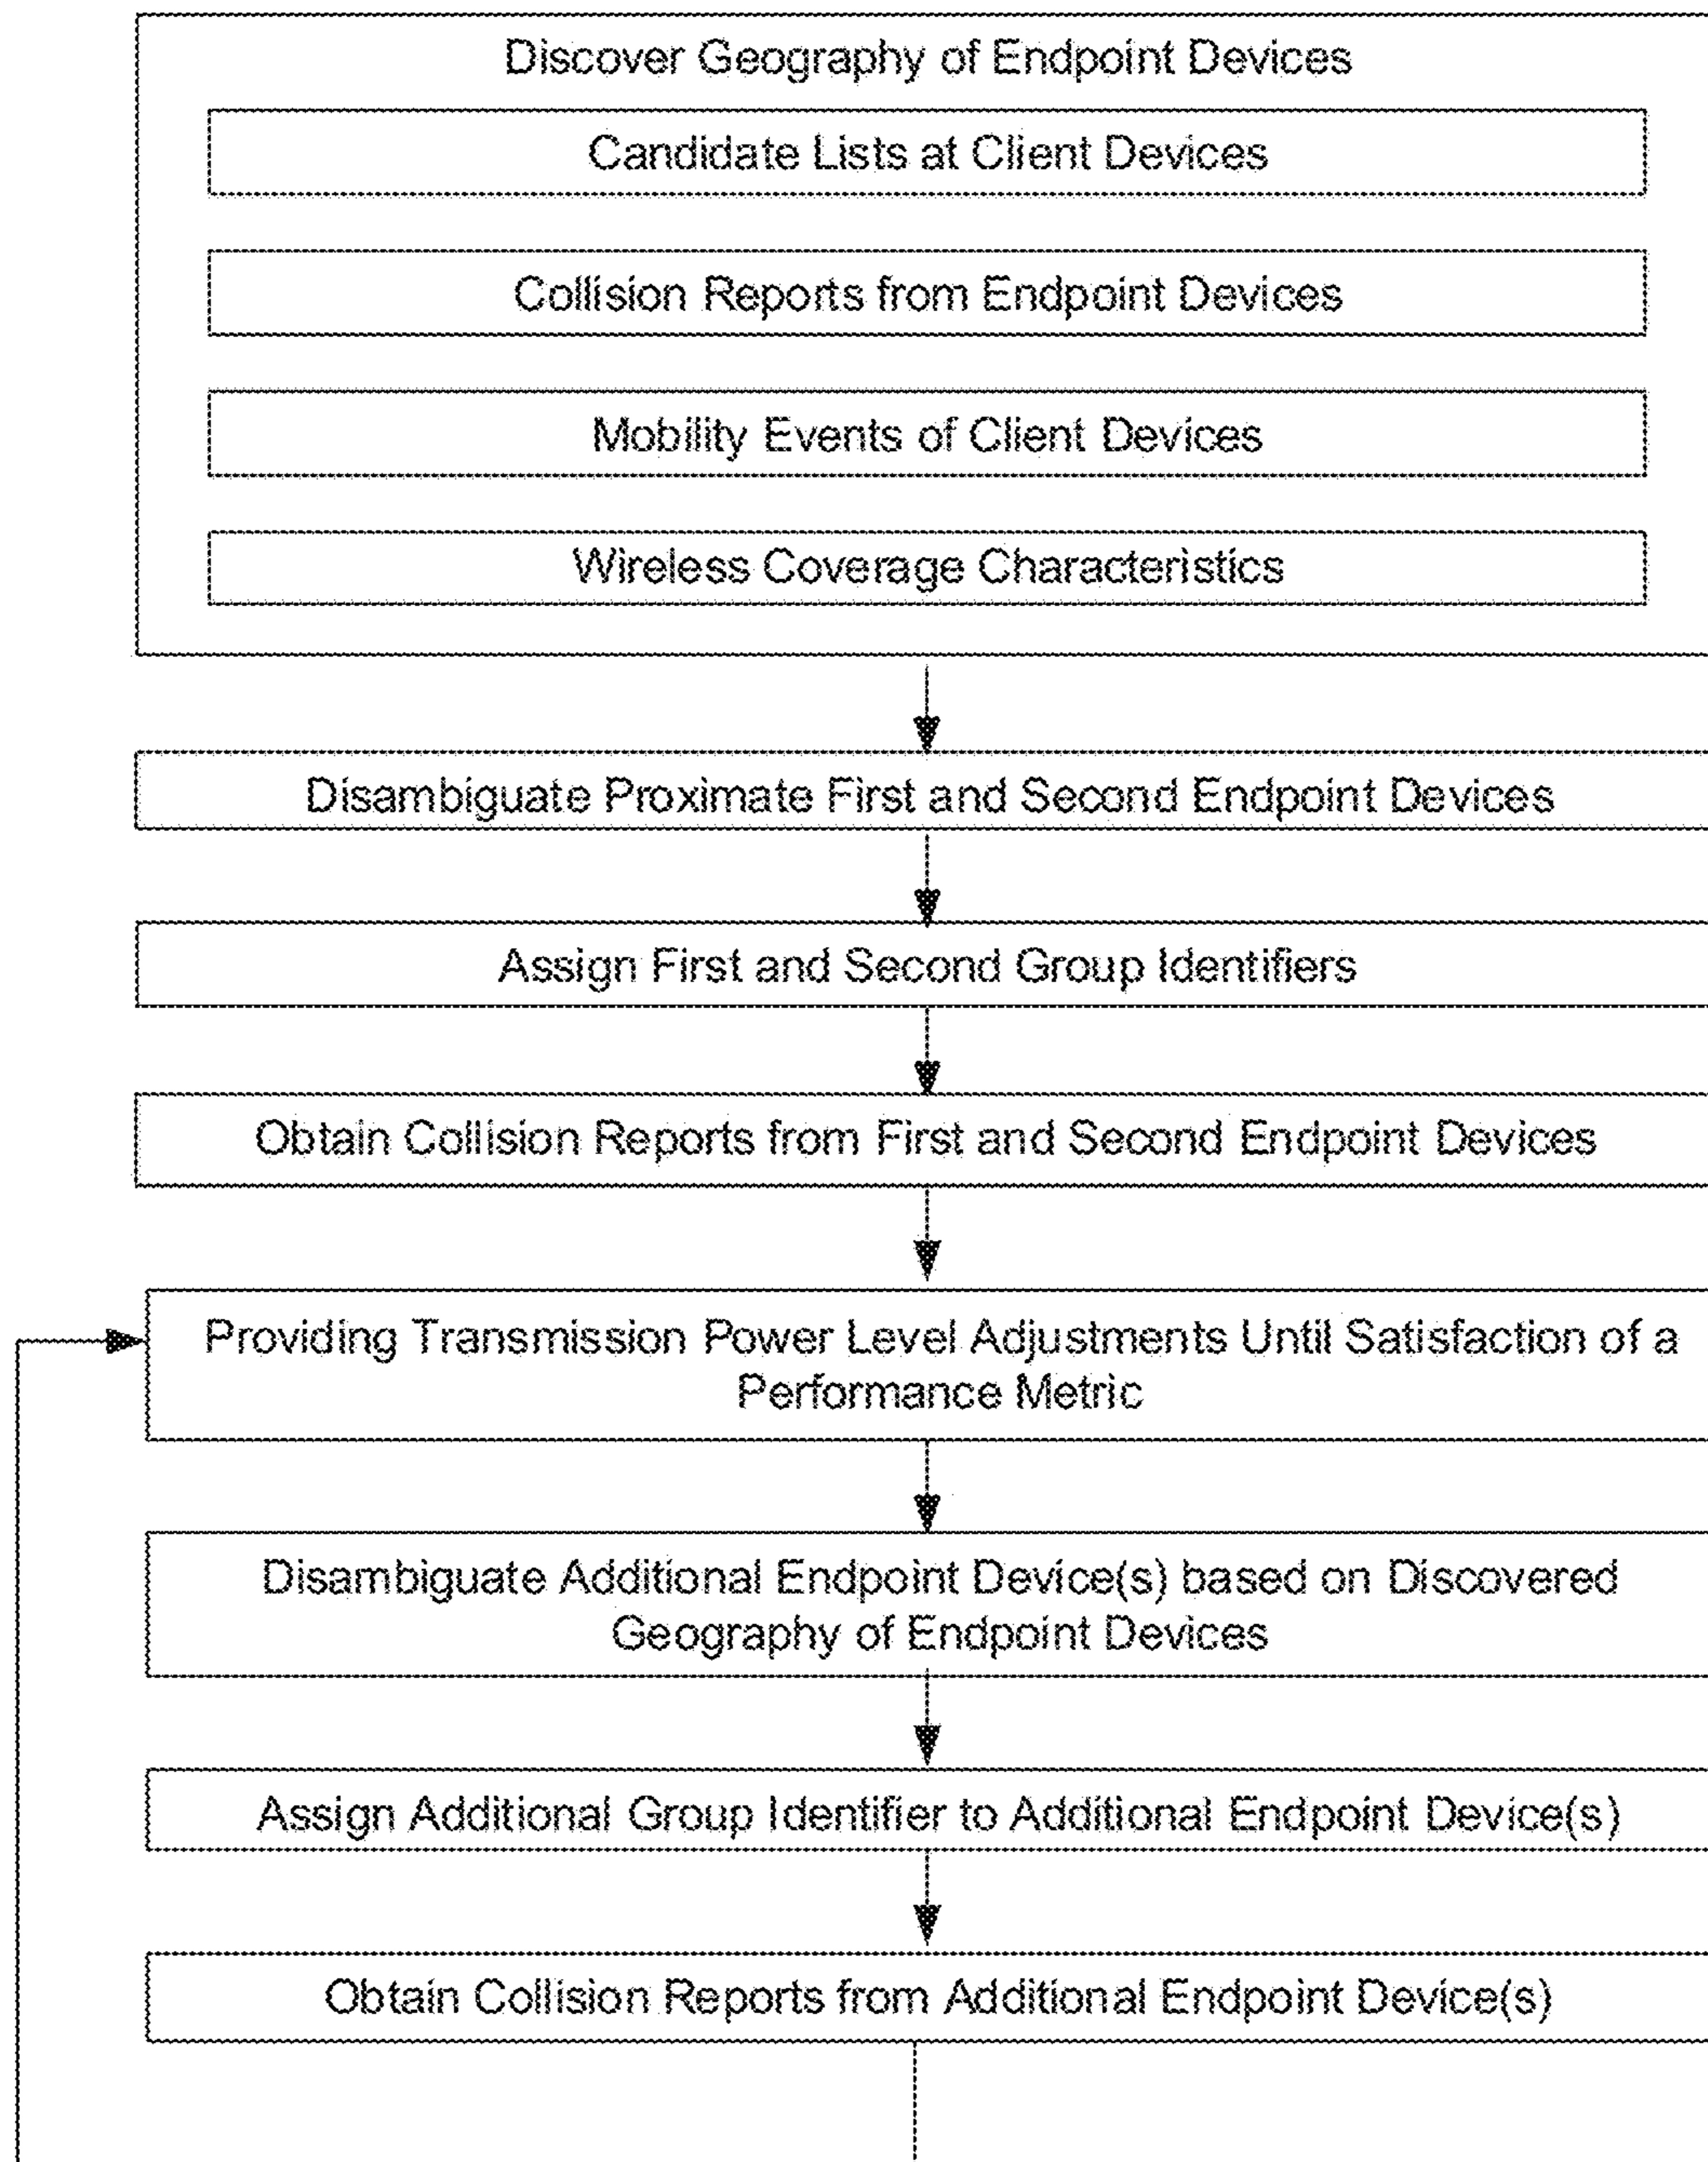 Discover Geography of Endpoint Devices
Candidate Lists at Client Devices
Collision Reports from Endpoint Devices
Mobility Events of Client Devices
Wireless Coverage Characteristics
Disambiguate Proximate First and Second Endpoint Devices
Assign First and Second Group Identifiers
Obtain Collision Reports from First and Second Endpoint Devices
Providing Transmission Power Level Adjustments Until Satisfaction of a
Performance Metric
Disambiguate Additional Endpoint Device(s) based on Discovered
Geography of Endpoint Devices
Assign Additional Group Identifier to Additional Endpoint Device(s)
Obtain Collision Reports from Additional Endpoint Device(s)